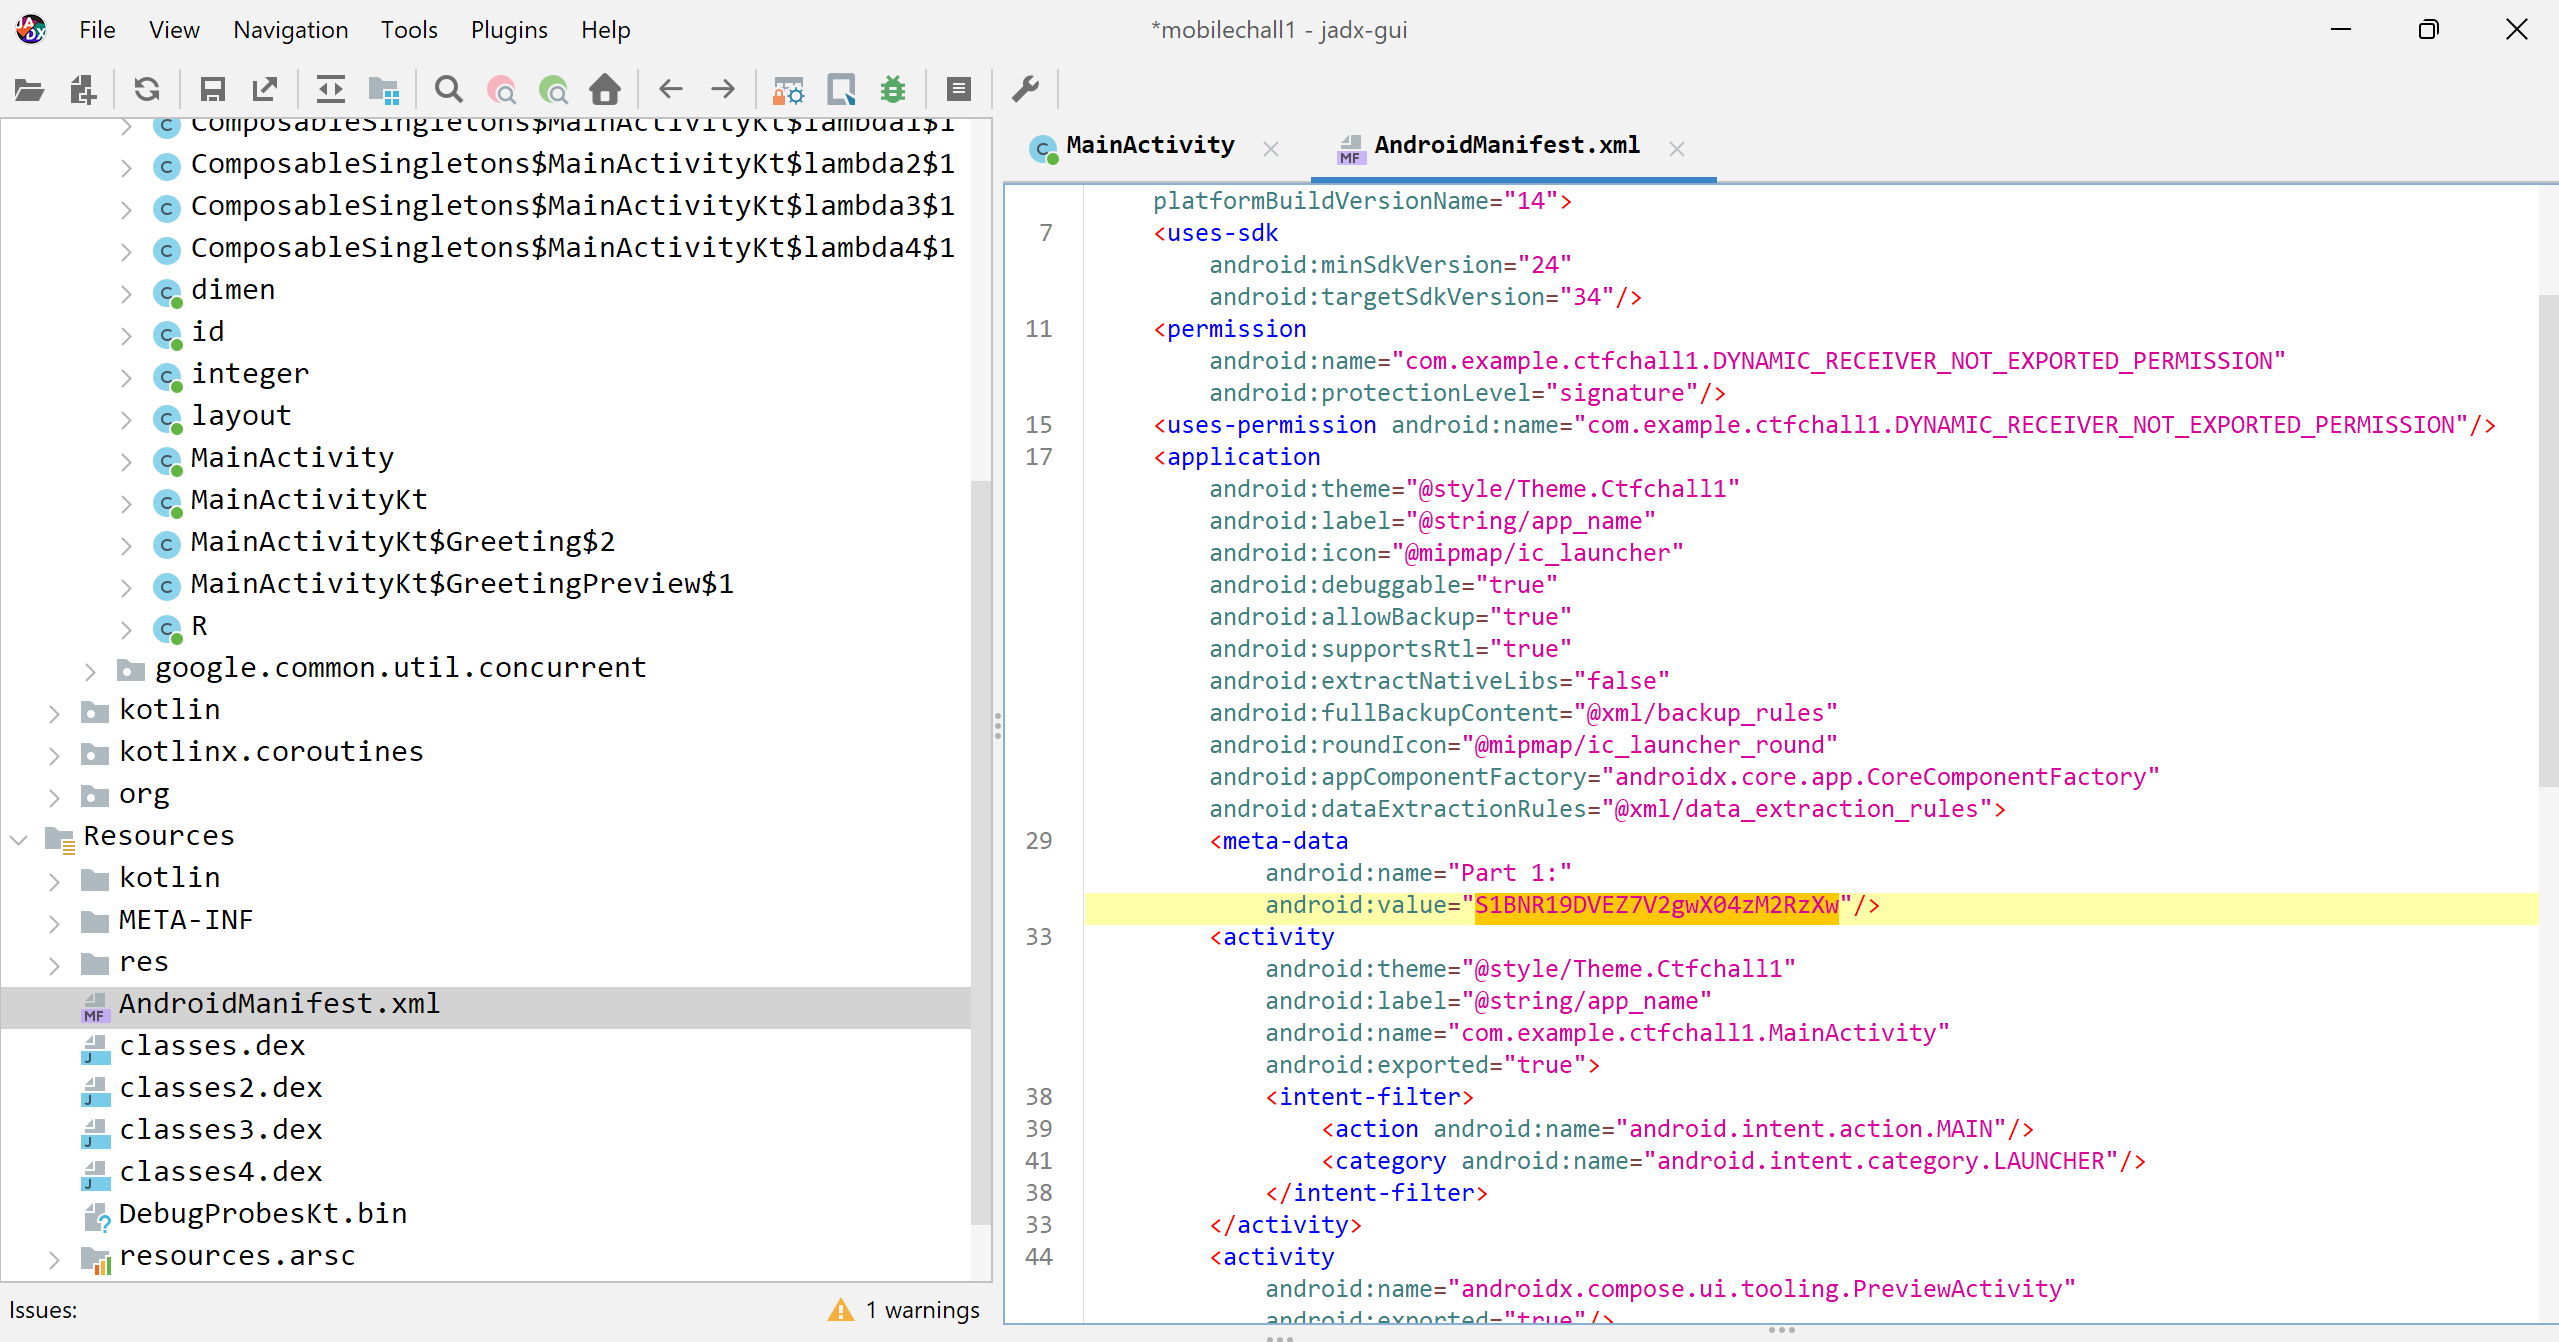 File View Navigation Tools Plugins Help
*mobilechall1 - jadx-gui
ComposableSingletons$MainActivityKt$lambda1$1
ComposableSingletons$MainActivityKt$lambda2$1
ComposableSingletons$MainActivityKt$lambda3$1
ComposableSingletons$MainActivityKt$lambda4$1
dimen
id
integer
layout
MainActivity
MainActivityKt
MainActivityKt$Greeting$2
MainActivityKt$GreetingPreview$1
R
google.common.util.concurrent
kotlin
kotlinx.coroutines
org
Resources
kotlin
META-INF
res
AndroidManifest.xml
classes.dex
classes2.dex
classes3.dex
classes4.dex
DebugProbesKt.bin
resources.arsc
Issues: 1 warnings
MainActivity AndroidManifest.xml
platformBuildVersionName="14">
7 <uses-sdk
android:minSdkVersion="24"
android:targetSdkVersion="34"/>
11 <permission
android:name="com.example.ctfchall1.DYNAMIC_RECEIVER_NOT_EXPORTED_PERMISSION"
android:protectionLevel="signature"/>
15 <uses-permission android:name="com.example.ctfchall1.DYNAMIC_RECEIVER_NOT_EXPORTED_PERMISSION"/>
17 <application
android:theme="@style/Theme.Ctfchall1"
android:label="@string/app_name"
android:icon="@mipmap/ic_launcher"
android:debuggable="true"
android:allowBackup="true"
android:supportsRtl="true"
android:extractNativeLibs="false"
android:fullBackupContent="@xml/backup_rules"
android:roundIcon="@mipmap/ic_launcher_round"
android:appComponentFactory="androidx.core.app.CoreComponentFactory"
android:dataExtractionRules="@xml/data_extraction_rules">
29 <meta-data
android:name="Part 1:"
android:value="S1BNR19DVEZ7V2gwX04zM2RzXw"/>
33 <activity
android:theme="@style/Theme.Ctfchall1"
android:label="@string/app_name"
android:name="com.example.ctfchall1.MainActivity"
android:exported="true">
38 <intent-filter>
39 <action android:name="android.intent.action.MAIN"/>
41 <category android:name="android.intent.category.LAUNCHER"/>
38 </intent-filter>
33 </activity>
44 <activity
android:name="androidx.compose.ui.tooling.PreviewActivity"
android:exported="true"/>